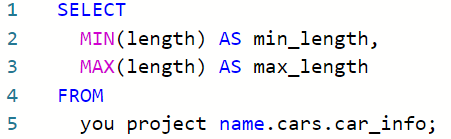 1 SELECT
2 MIN(length) AS min_length,
3 MAX(length) AS max_length
4 FROM
5 you project name.cars.car_info;